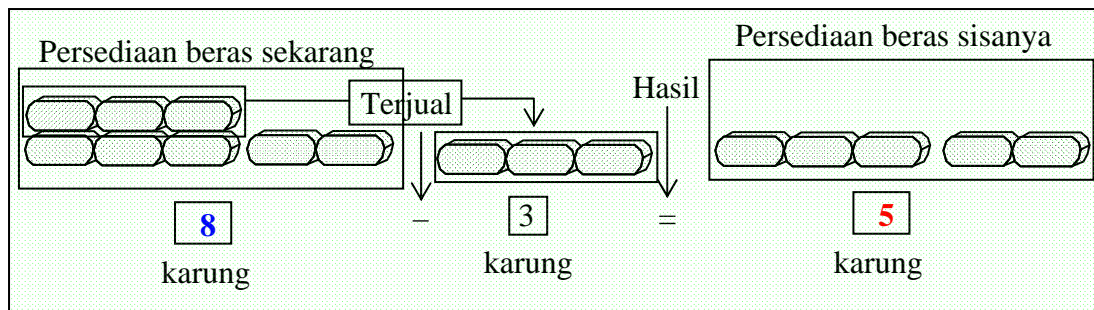 Persediaan beras sekarang
Persediaan beras sisanya
Terjual
Hasil
8
–
3
=
5
karung
karung
karung